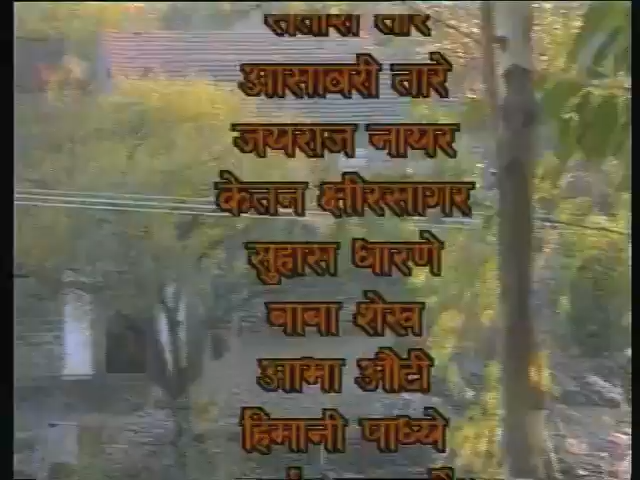 आसावरी तारे
जयराज नायर
केतन क्षीरसागर
सुहास धारणे
बाबा शेख
आमा औटी
हिमानी पाध्ये